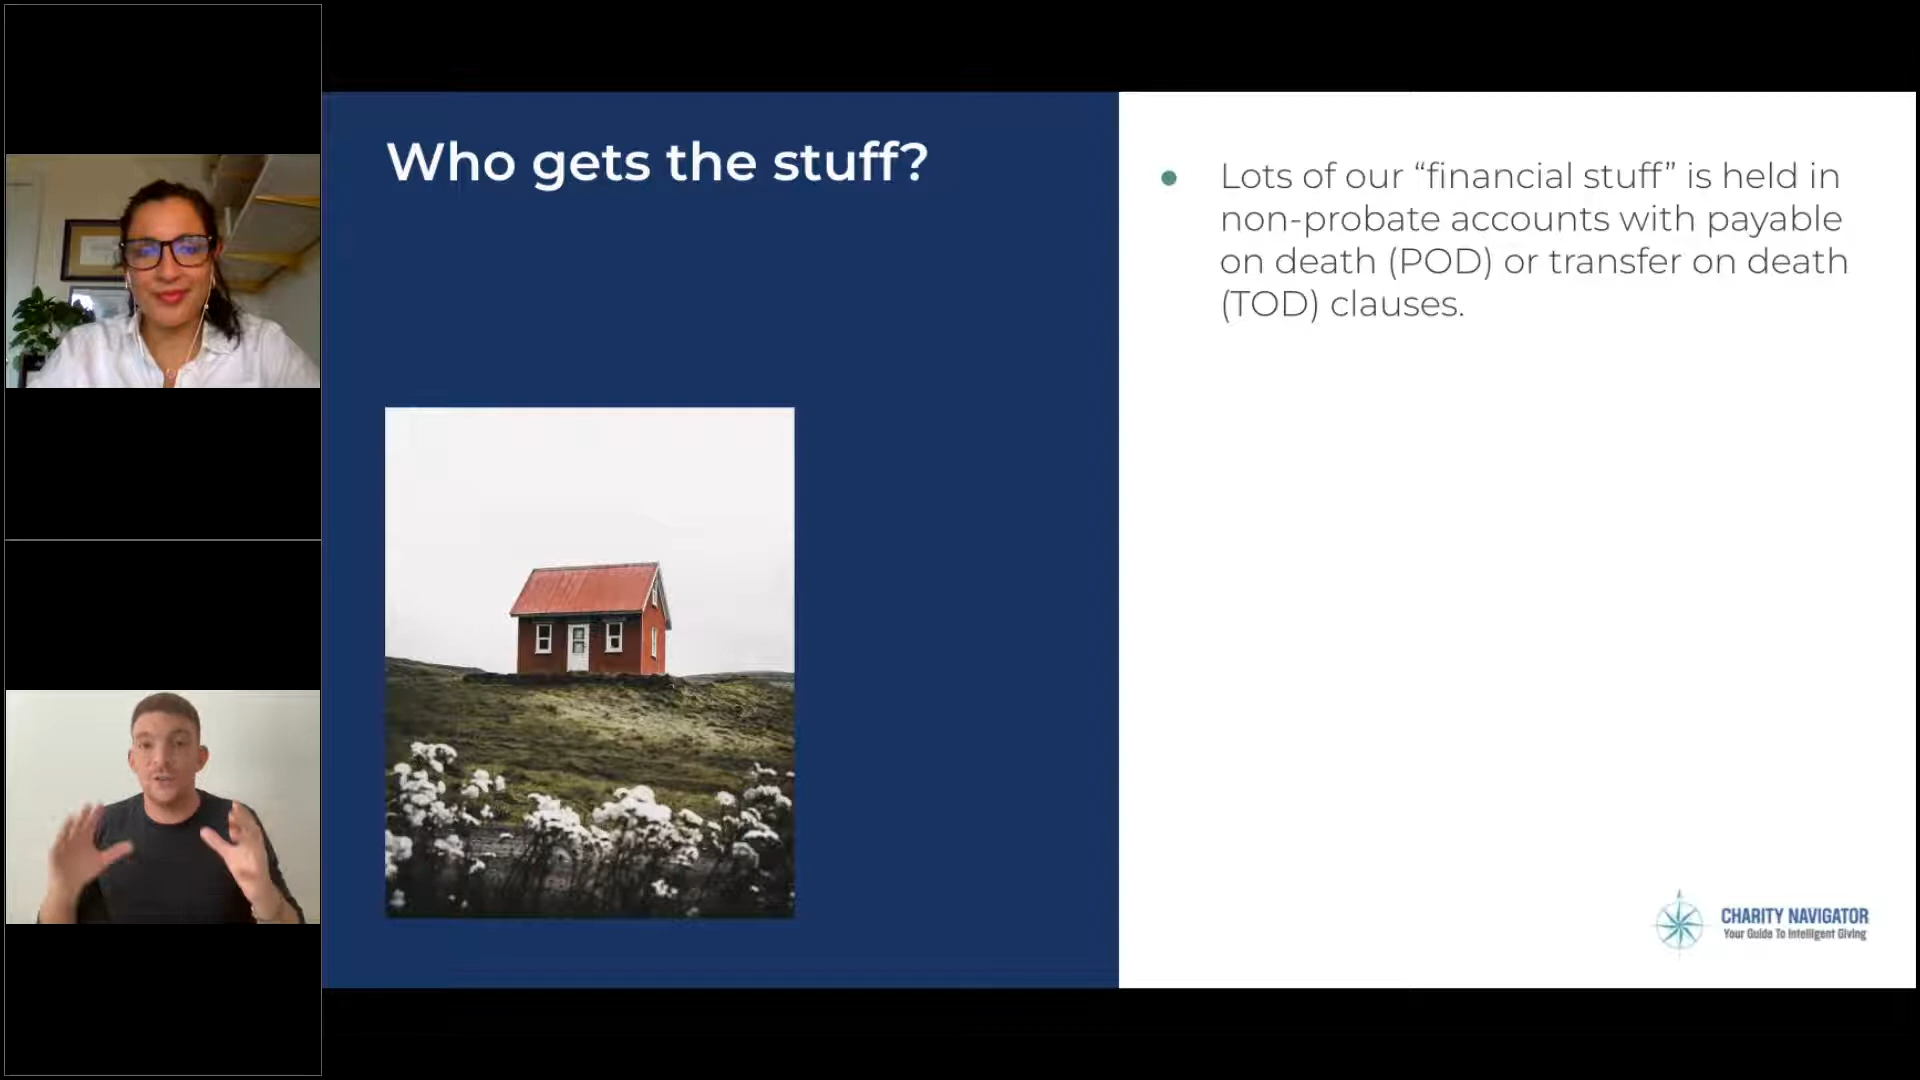 Who gets the stuff?
● Lots of our “financial stuff” is held in
non-probate accounts with payable
on death (POD) or transfer on death
(TOD) clauses.
CHARITY NAVIGATOR
Your Guide To Intelligent Giving